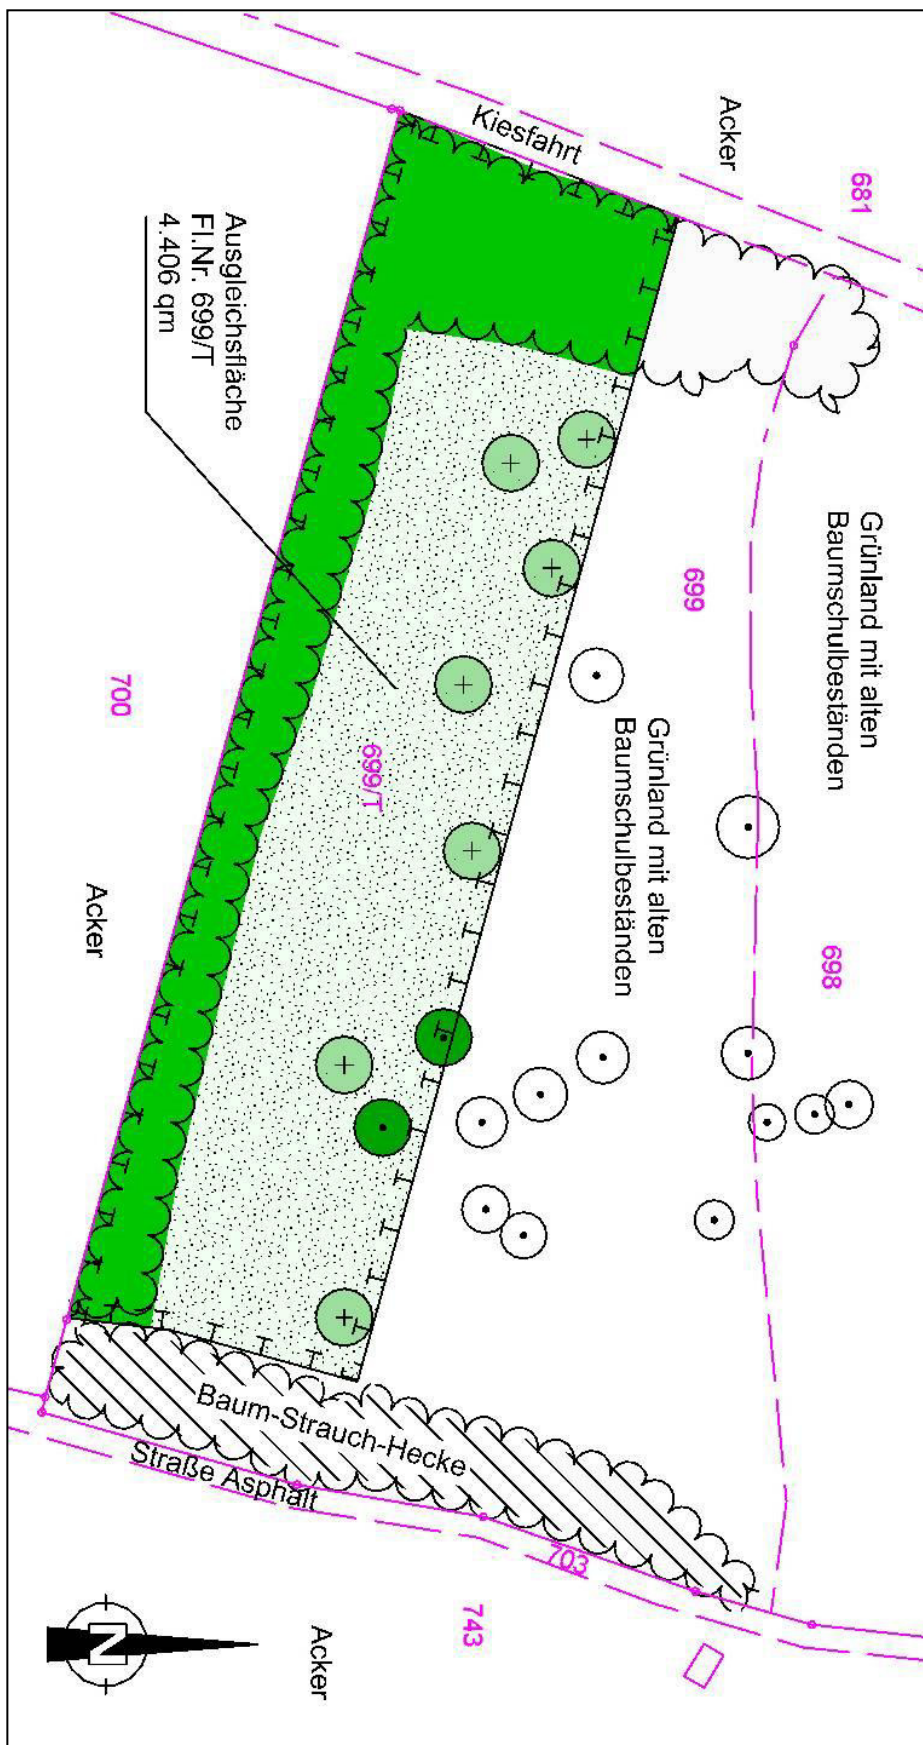 Kiesfahrt
Acker
681
Ausgleichsfläche
Fl.Nr. 699/T
4.406 qm
Grünland mit alten
Baumschulbeständen
699
700
699/T
Grünland mit alten
Baumschulbeständen
Acker
698
Baum-Strauch-Hecke
Straße Asphalt
703
743
Acker
N